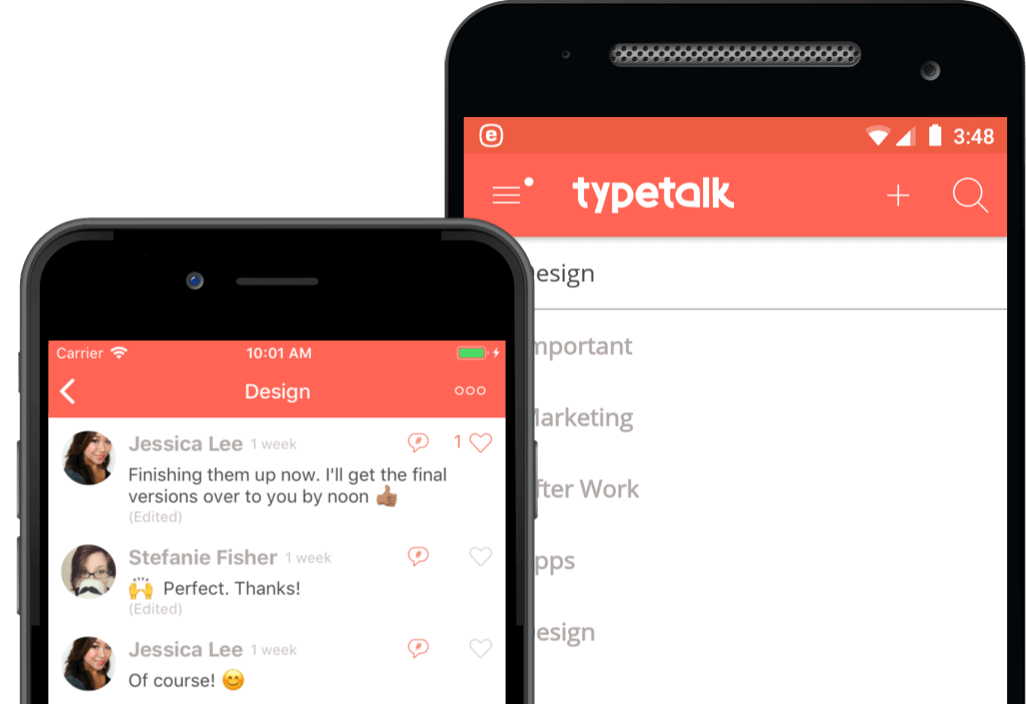 3:48
typetalk
esign
mportant
Marketing
fter Work
pps
esign
Carrier
10:01 AM
Design
Jessica Lee 1 week # 1
Finishing them up now. I'll get the final
versions over to you by noon 👍🏽
(Edited)
Stefanie Fisher 1 week #
🙌 Perfect. Thanks!
(Edited)
Jessica Lee 1 week #
Of course! 😊